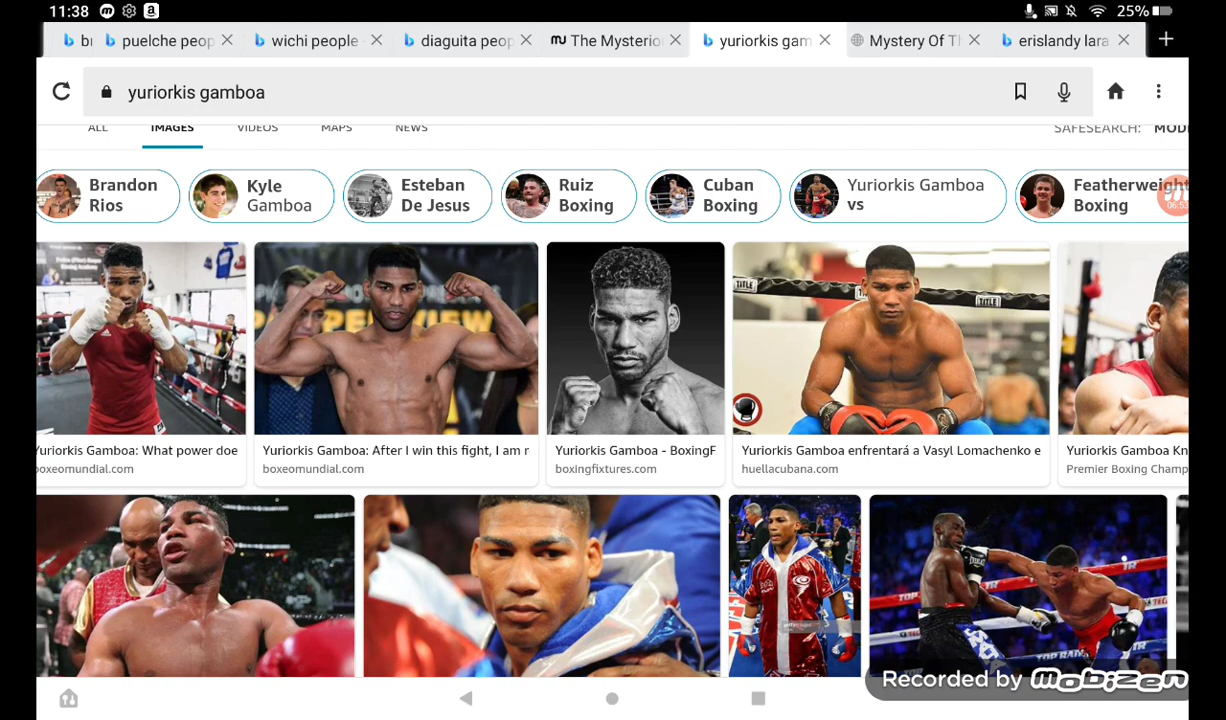 11:38
25%
br
puelche peop
wichi people
diaguita peop
The Mysterio
yuriorkis gam
Mystery Of T
erislandy lara
yuriorkis gamboa
ALL IMAGES VIDEOS MAPS NEWS
SAFESEARCH: MOD
Brandon
Rios
Kyle
Gamboa
Esteban
De Jesus
Ruiz
Boxing
Cuban
Boxing
Yuriorkis Gamboa
vs
Featherweight
Boxing
Yuriorkis Gamboa: What power doe
boxeomundial.com
Yuriorkis Gamboa: After I win this fight, I am r
boxeomundial.com
Yuriorkis Gamboa - BoxingF
boxingfixtures.com
Yuriorkis Gamboa enfrentará a Vasyl Lomachenko e
huellacubana.com
Yuriorkis Gamboa Kn
Premier Boxing Champ
TITLE
TITLE
Recorded by mobizen